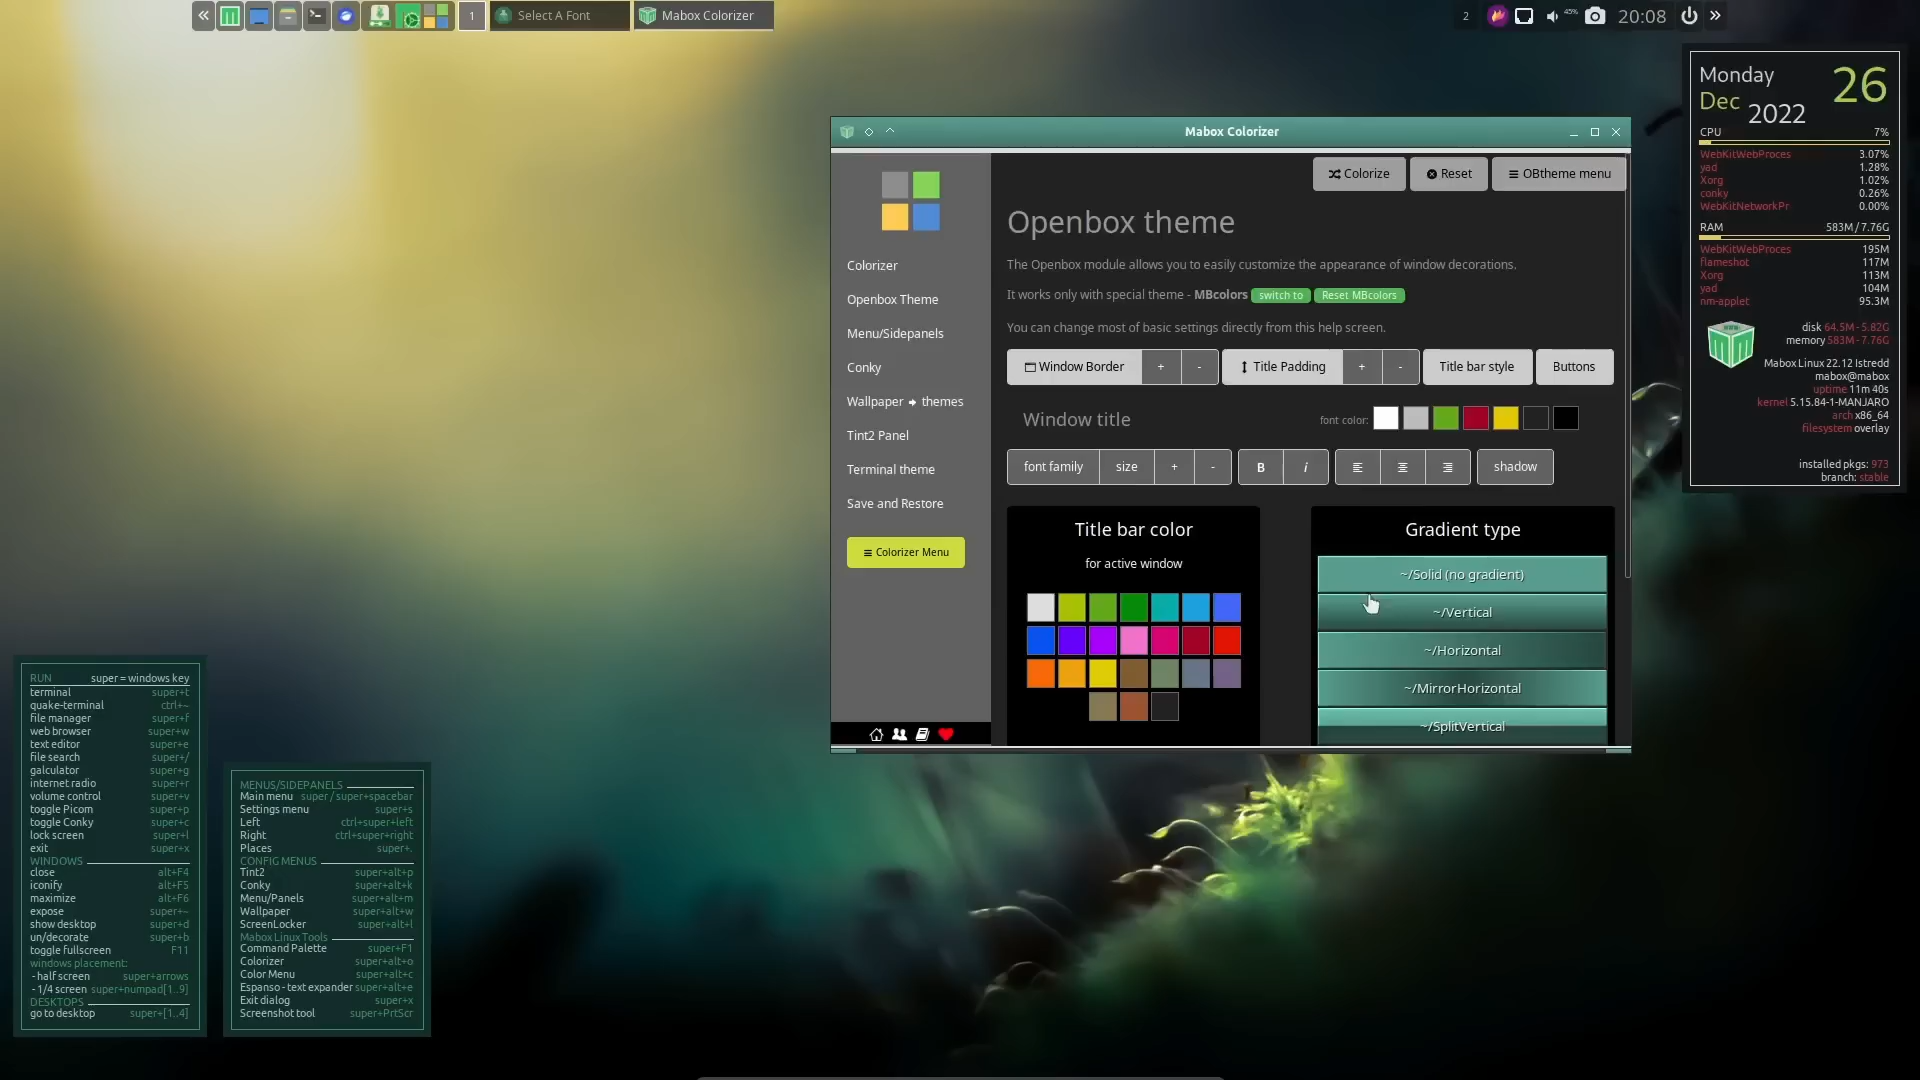 1
Select A Font
Mabox Colorizer
2
45%
20:08
Monday
26
Dec
2022
CPU 7%
WebKitWebProces 3.07%
yad 1.28%
Xorg 1.02%
conky 0.26%
WebKitNetworkPr 0.00%
RAM 583M / 7.76G
WebKitWebProces 195M
flameshot 117M
Xorg 113M
yad 104M
nm-applet 95.3M
disk 64.5M - 5.82G
memory 583M - 7.76G
Mabox Linux 22.12 Istredd
mabox@mabox
uptime 11m 40s
kernel 5.15.84-1-MANJARO
arch x86_64
filesystem overlay
installed pkgs: 973
branch: stable
Mabox Colorizer
Colorizer
Openbox Theme
Menu/Sidepanels
Conky
Wallpaper themes
Tint2 Panel
Terminal theme
Save and Restore
Colorizer Menu
Colorize
Reset
OBtheme menu
Openbox theme
The Openbox module allows you to easily customize the appearance of window decorations.
It works only with special theme - MBcolors switch to Reset MBcolors
You can change most of basic settings directly from this help screen.
Window Border + - Title Padding + - Title bar style Buttons
Window title
font color:
font family size + - B i shadow
Title bar color
for active window
Gradient type
~/Solid (no gradient)
~/Vertical
~/Horizontal
~/MirrorHorizontal
~/SplitVertical
RUN super = windows key
terminal super+t
quake-terminal ctrl+~
file manager super+f
web browser super+w
text editor super+e
file search super+/
galculator super+g
internet radio super+r
volume control super+v
toggle Picom super+p
toggle Conky super+c
lock screen super+l
exit super+x
WINDOWS
close alt+F4
iconify alt+F5
maximize alt+F6
expose super+~
show desktop super+d
un/decorate super+b
toggle fullscreen F11
windows placement:
- half screen super+arrows
- 1/4 screen super+numpad[1..9]
DESKTOPS
go to desktop super+[1..4]
MENUS/SIDEPANELS
Main menu super / super+spacebar
Settings menu super+s
Left ctrl+super+left
Right ctrl+super+right
Places super+.
CONFIG MENUS
Tint2 super+alt+p
Conky super+alt+k
Menu/Panels super+alt+m
Wallpaper super+alt+w
ScreenLocker super+alt+l
Mabox Linux Tools
Command Palette super+F1
Colorizer super+alt+o
Color Menu super+alt+c
Espanso - text expander super+alt+e
Exit dialog super+x
Screenshot tool super+PrtScr